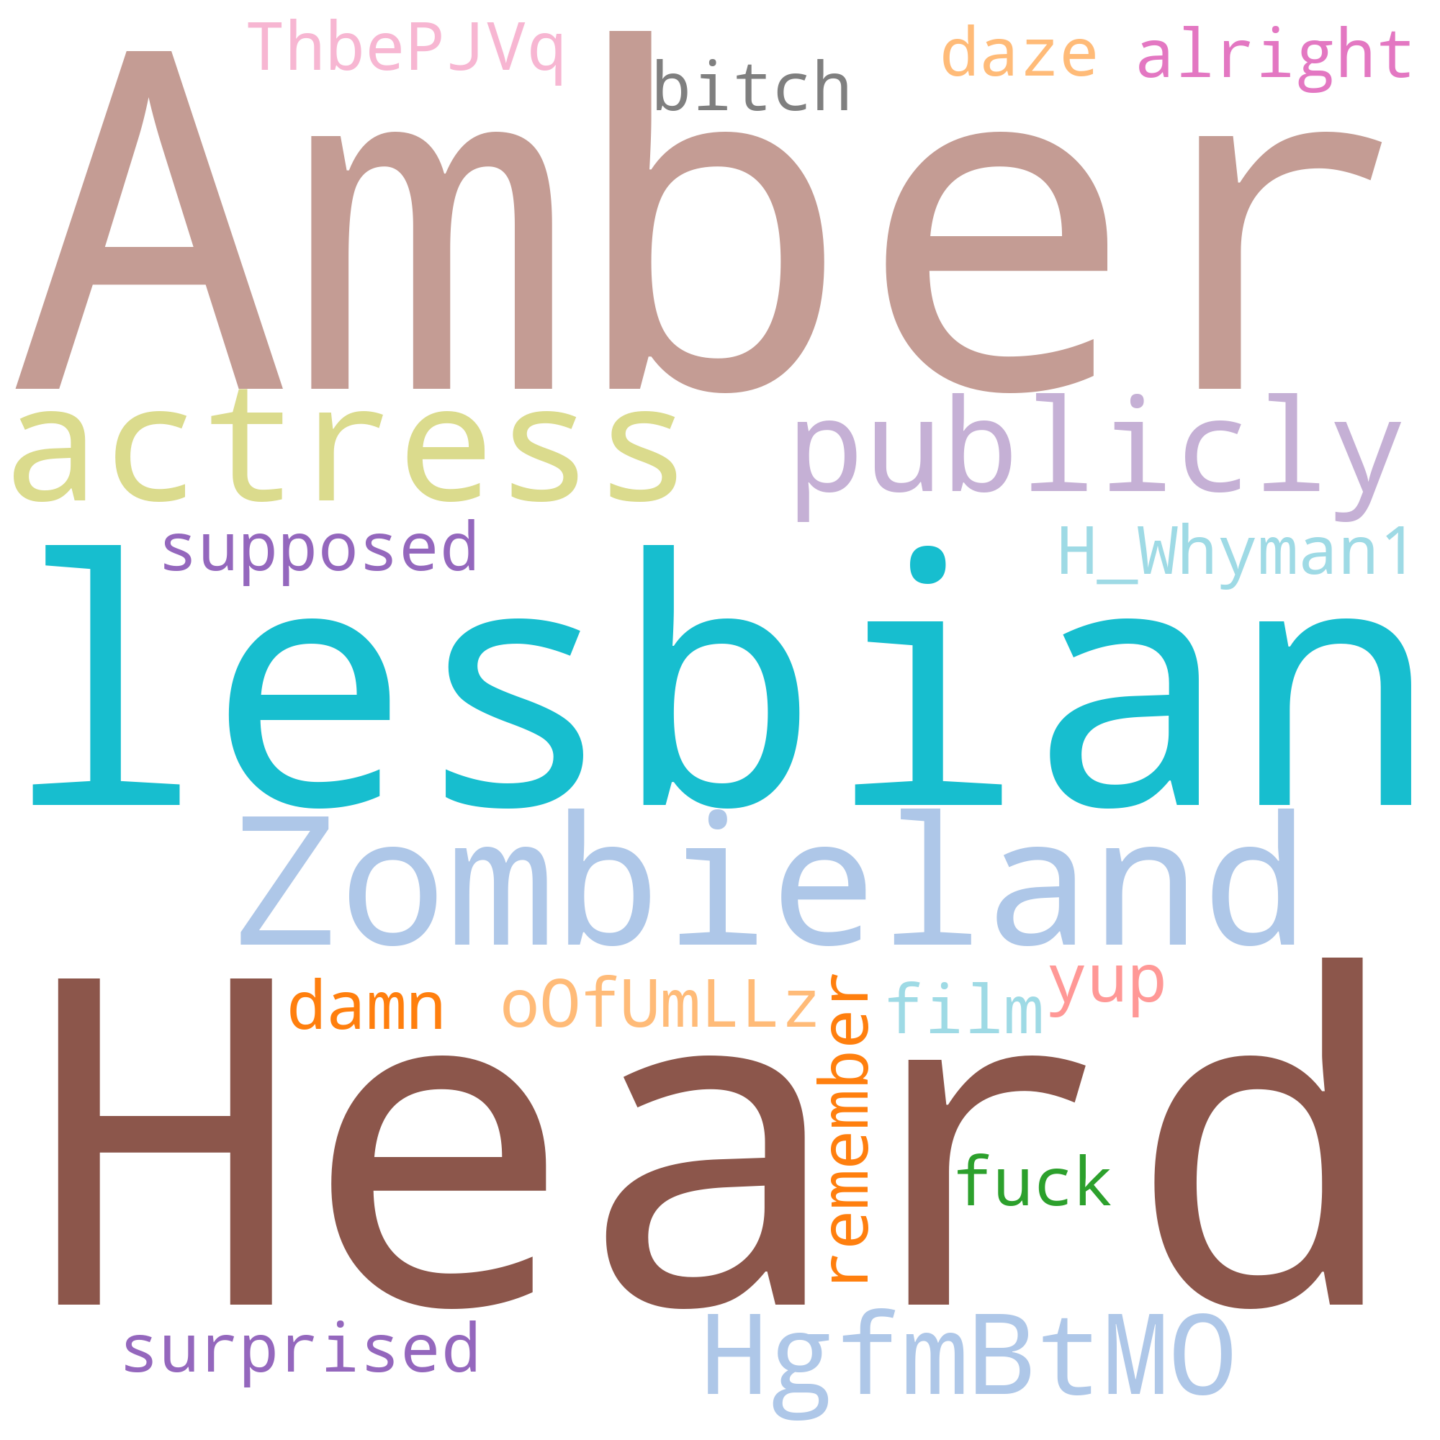 ThbePJVq
daze
alright
bitch
Amber
actress
publicly
supposed
H_Whyman1
lesbian
Zombieland
damn
oOfUmLLz
film
yup
remember
Heard
fuck
surprised
HgfmBtMO